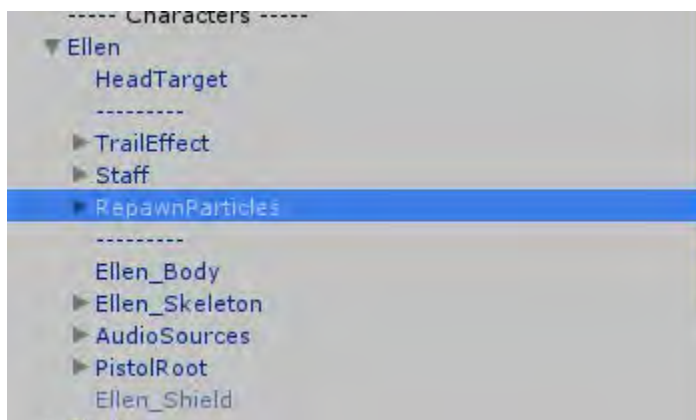 ----- Characters -----
Ellen
HeadTarget
---------
TrailEffect
Staff
RepawnParticles
---------
Ellen_Body
Ellen_Skeleton
AudioSources
PistolRoot
Ellen_Shield